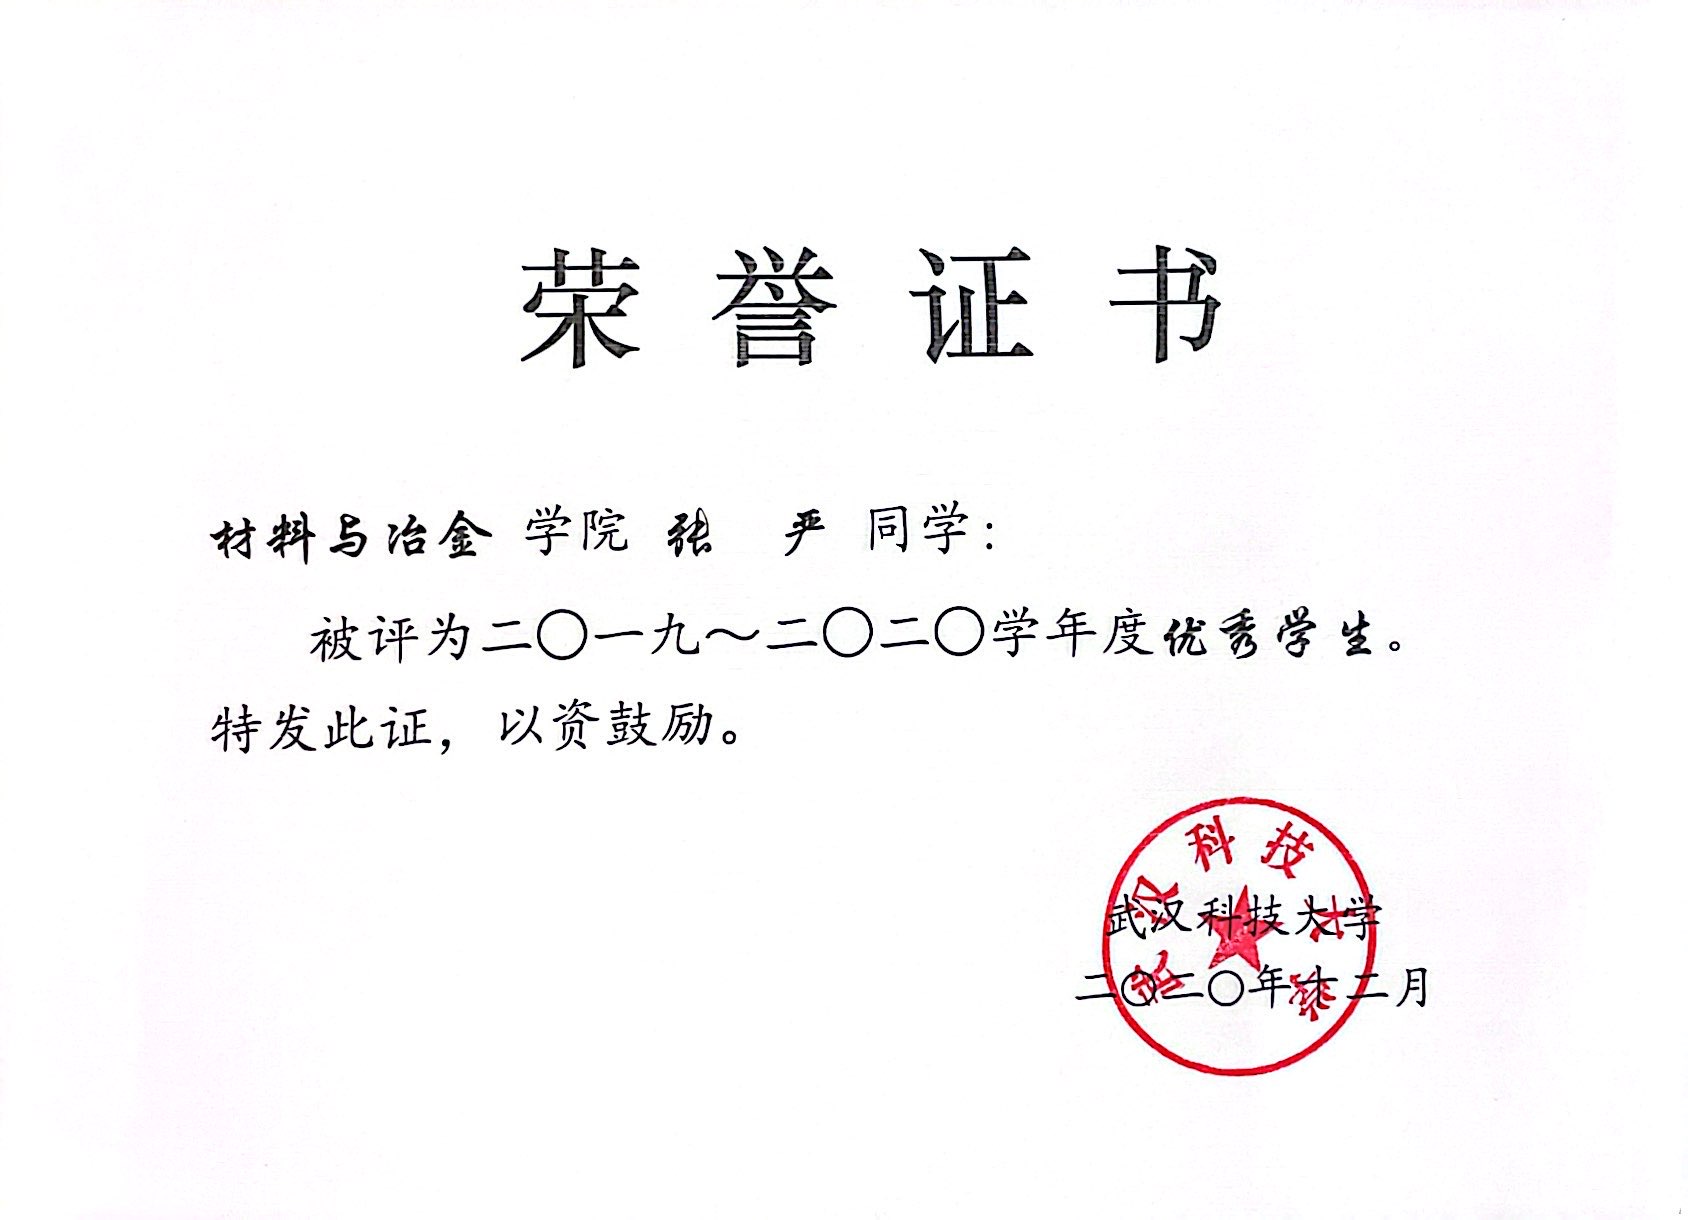 荣誉证书
材料与冶金 学院 张 严 同学：
被评为二〇一九～二〇二〇学年度优秀学生。
特发此证，以资鼓励。
武汉科技大学
武汉科技大学
二〇二〇年十二月